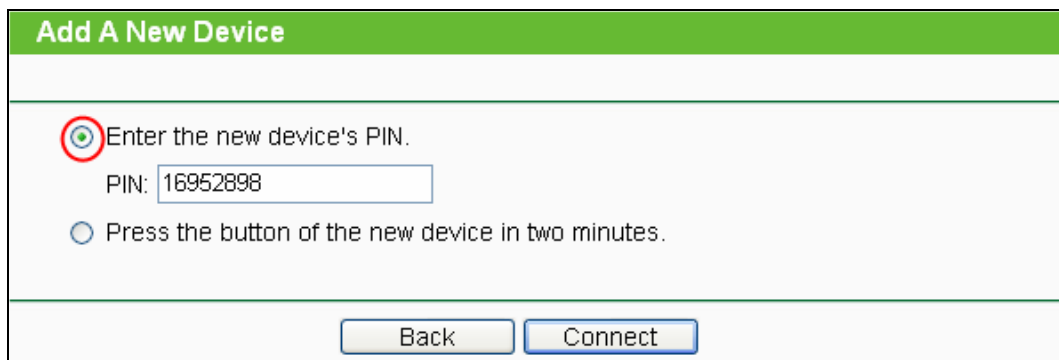 Add A New Device
Enter the new device's PIN.
PIN: 16952898
Press the button of the new device in two minutes.
Back Connect